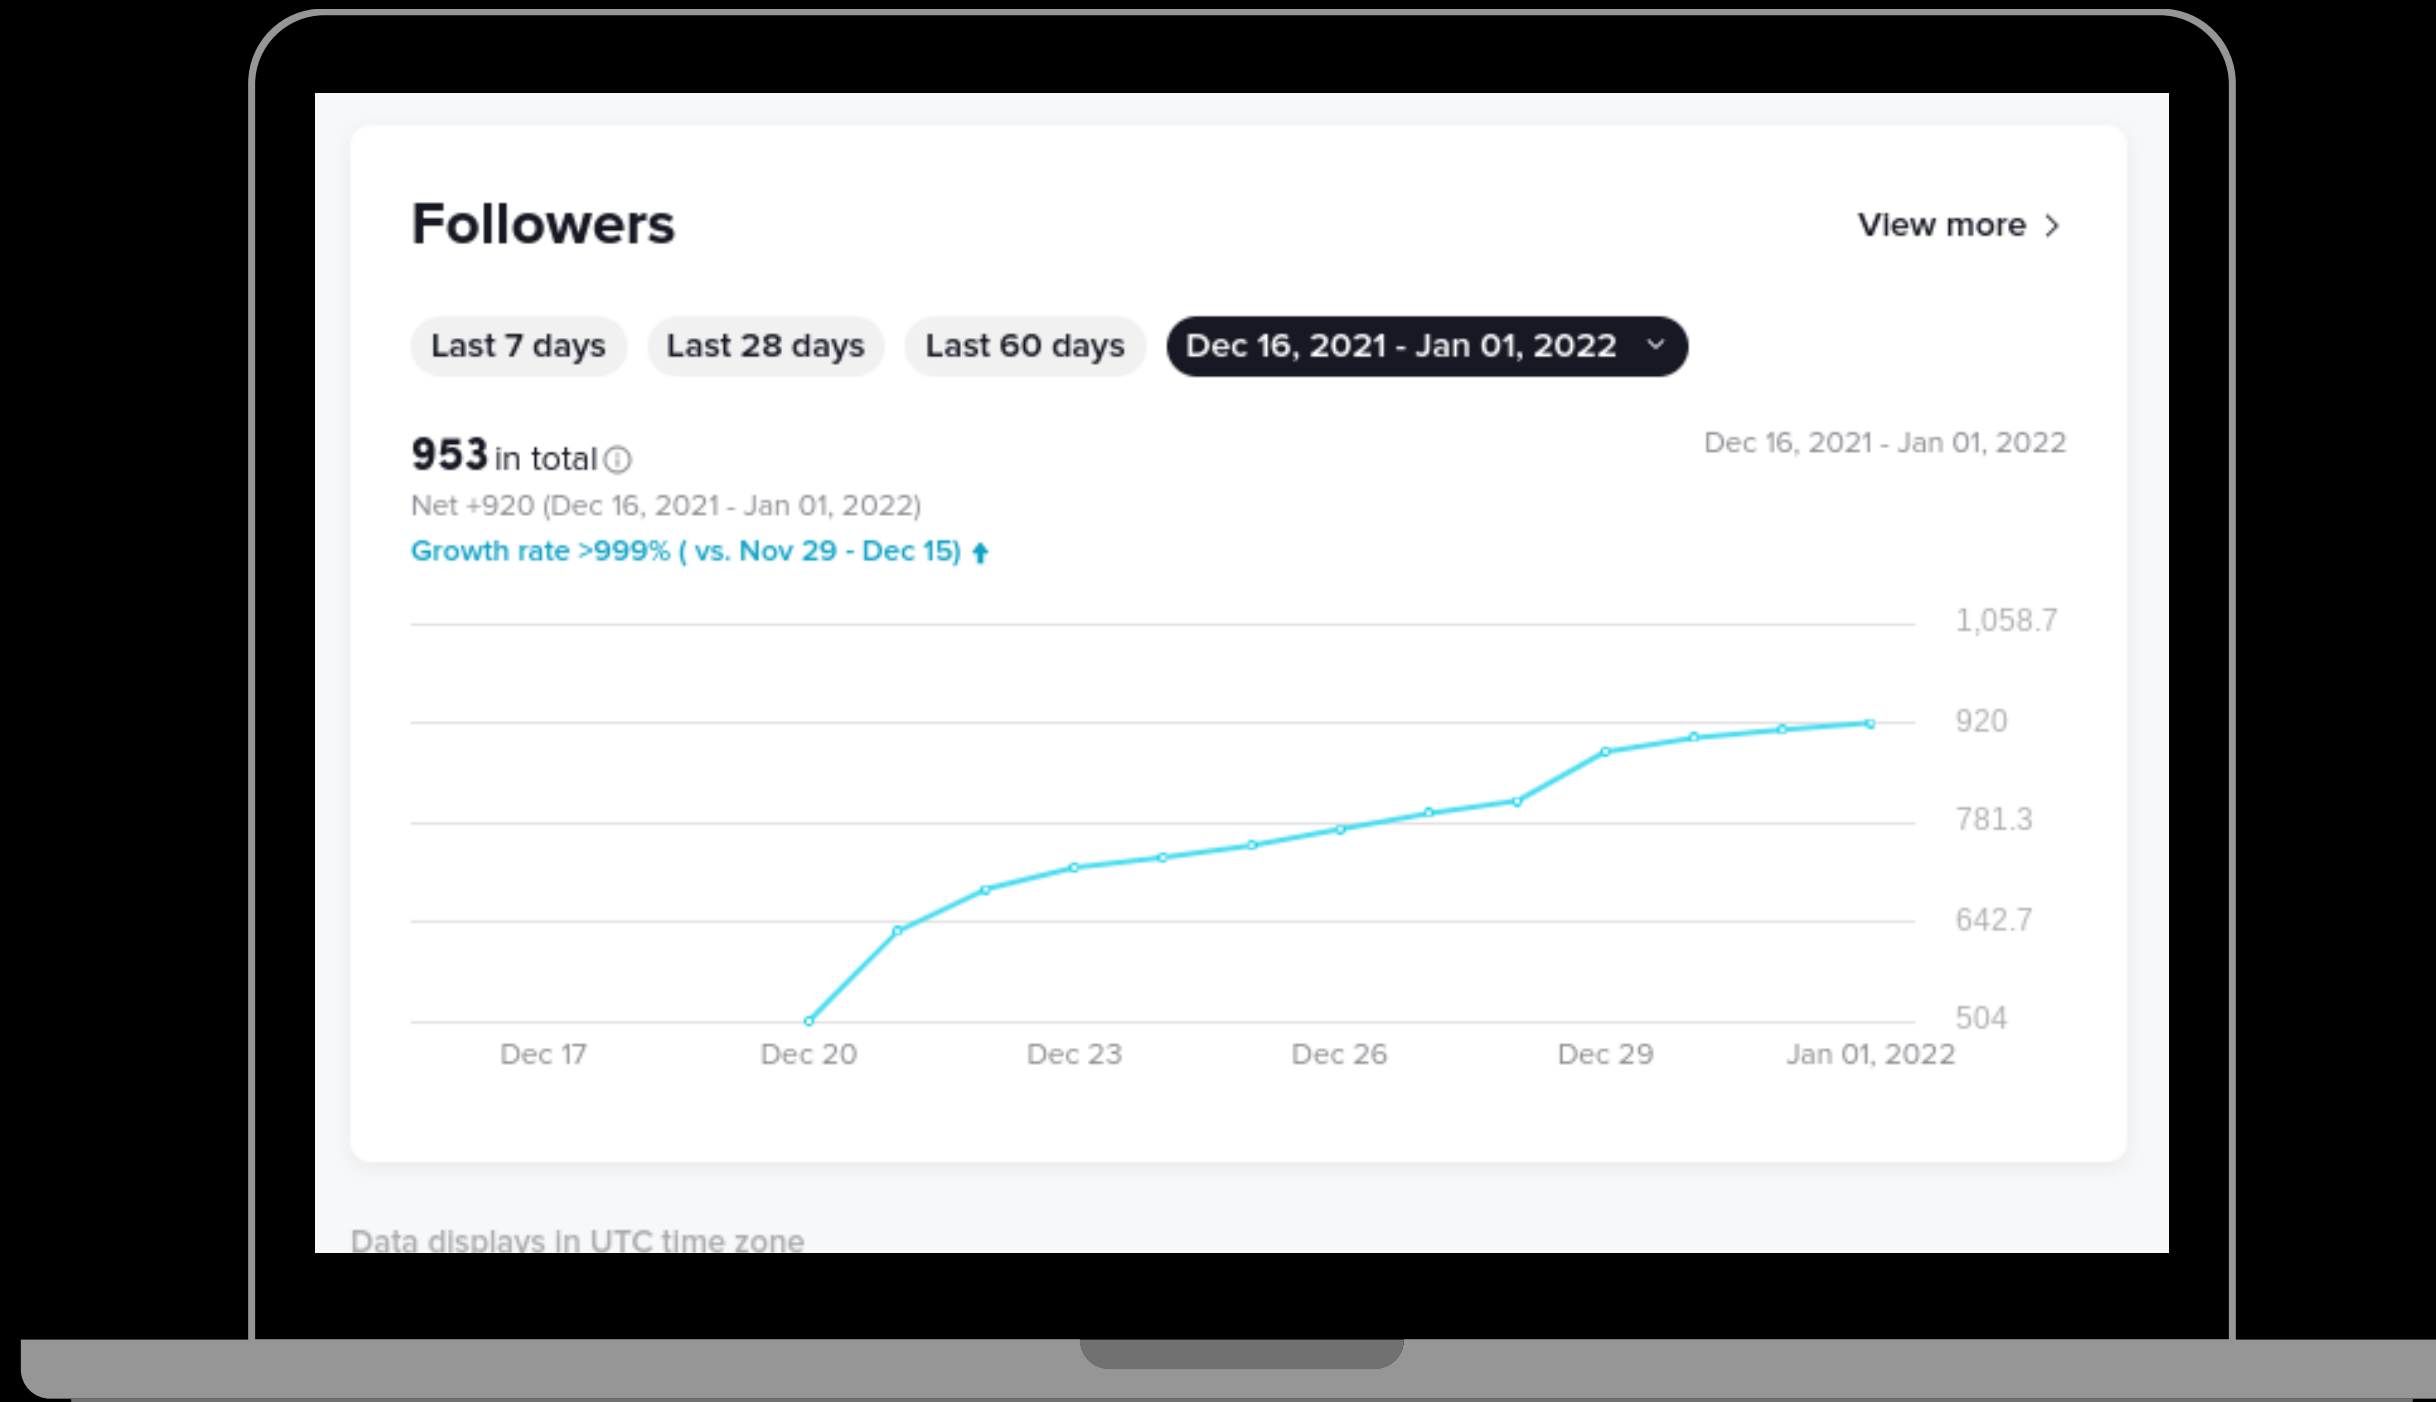 Followers
View more
Last 7 days
Last 28 days
Last 60 days
Dec 16, 2021 - Jan 01, 2022
953 in total
Dec 16, 2021 - Jan 01, 2022
Net +920 (Dec 16, 2021 - Jan 01, 2022)
Growth rate >999% ( vs. Nov 29 - Dec 15)
1,058.7
920
781.3
642.7
504
Dec 17
Dec 20
Dec 23
Dec 26
Dec 29
Jan 01, 2022
Data displays in UTC time zone